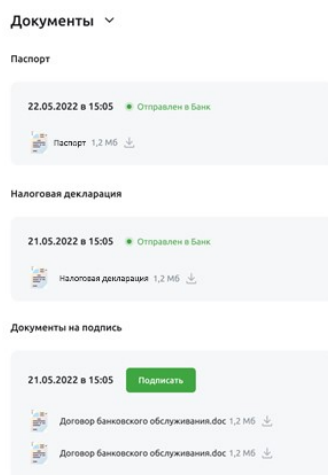 Документы
Паспорт
22.05.2022 в 15:05 Отправлен в Банк
Паспорт 1,2 Мб
Налоговая декларация
21.05.2022 в 15:05 Отправлен в Банк
Налоговая декларация 1,2 Мб
Документы на подпись
21.05.2022 в 15:05 Подписать
Договор банковского обслуживания.doc 1,2 Мб
Договор банковского обслуживания.doc 1,2 Мб